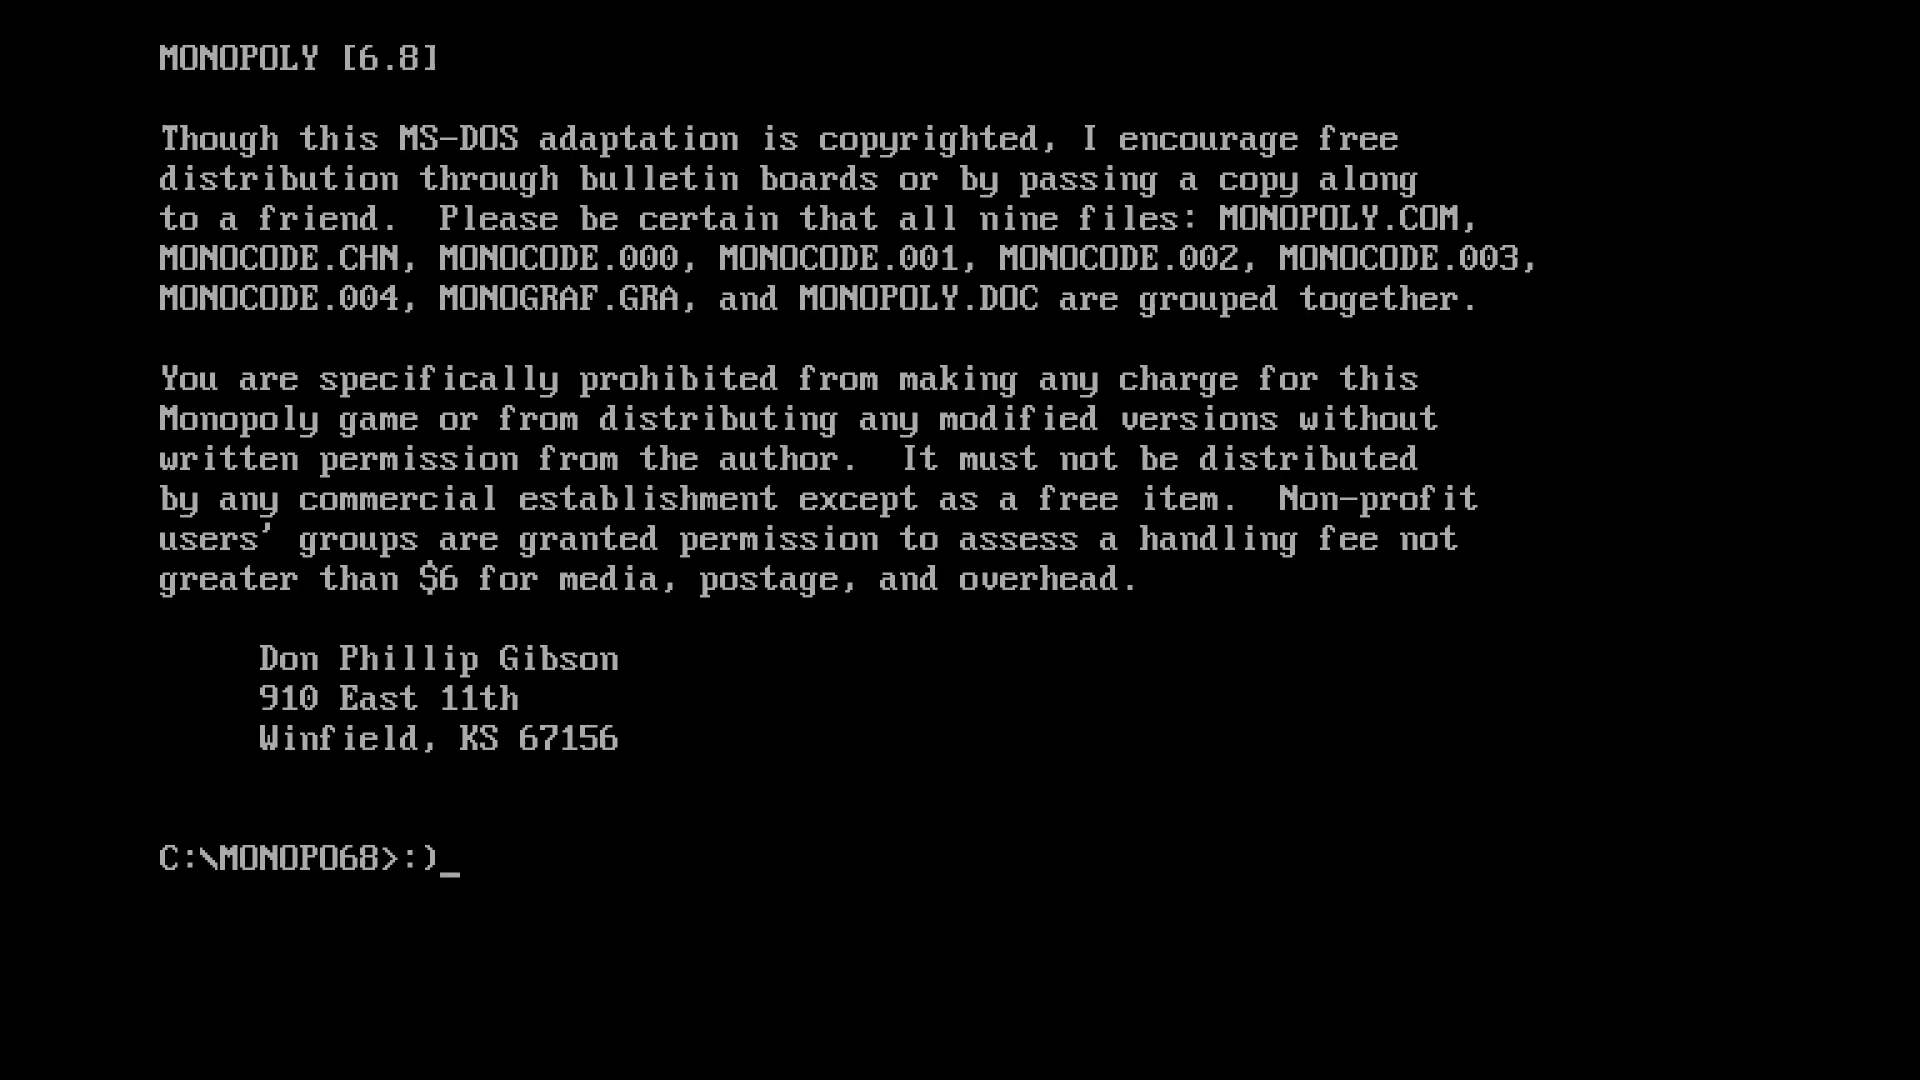 MONOPOLY [6.8]
Though this MS-DOS adaptation is copyrighted, I encourage free
distribution through bulletin boards or by passing a copy along
to a friend.  Please be certain that all nine files: MONOPOLY.COM,
MONOCODE.CHN, MONOCODE.000, MONOCODE.001, MONOCODE.002, MONOCODE.003,
MONOCODE.004, MONOGRAF.GRA, and MONOPOLY.DOC are grouped together.
You are specifically prohibited from making any charge for this
Monopoly game or from distributing any modified versions without
written permission from the author.  It must not be distributed
by any commercial establishment except as a free item.  Non-profit
users' groups are granted permission to assess a handling fee not
greater than $6 for media, postage, and overhead.
Don Phillip Gibson
910 East 11th
Winfield, KS 67156
C:\MONOPO68>:)_